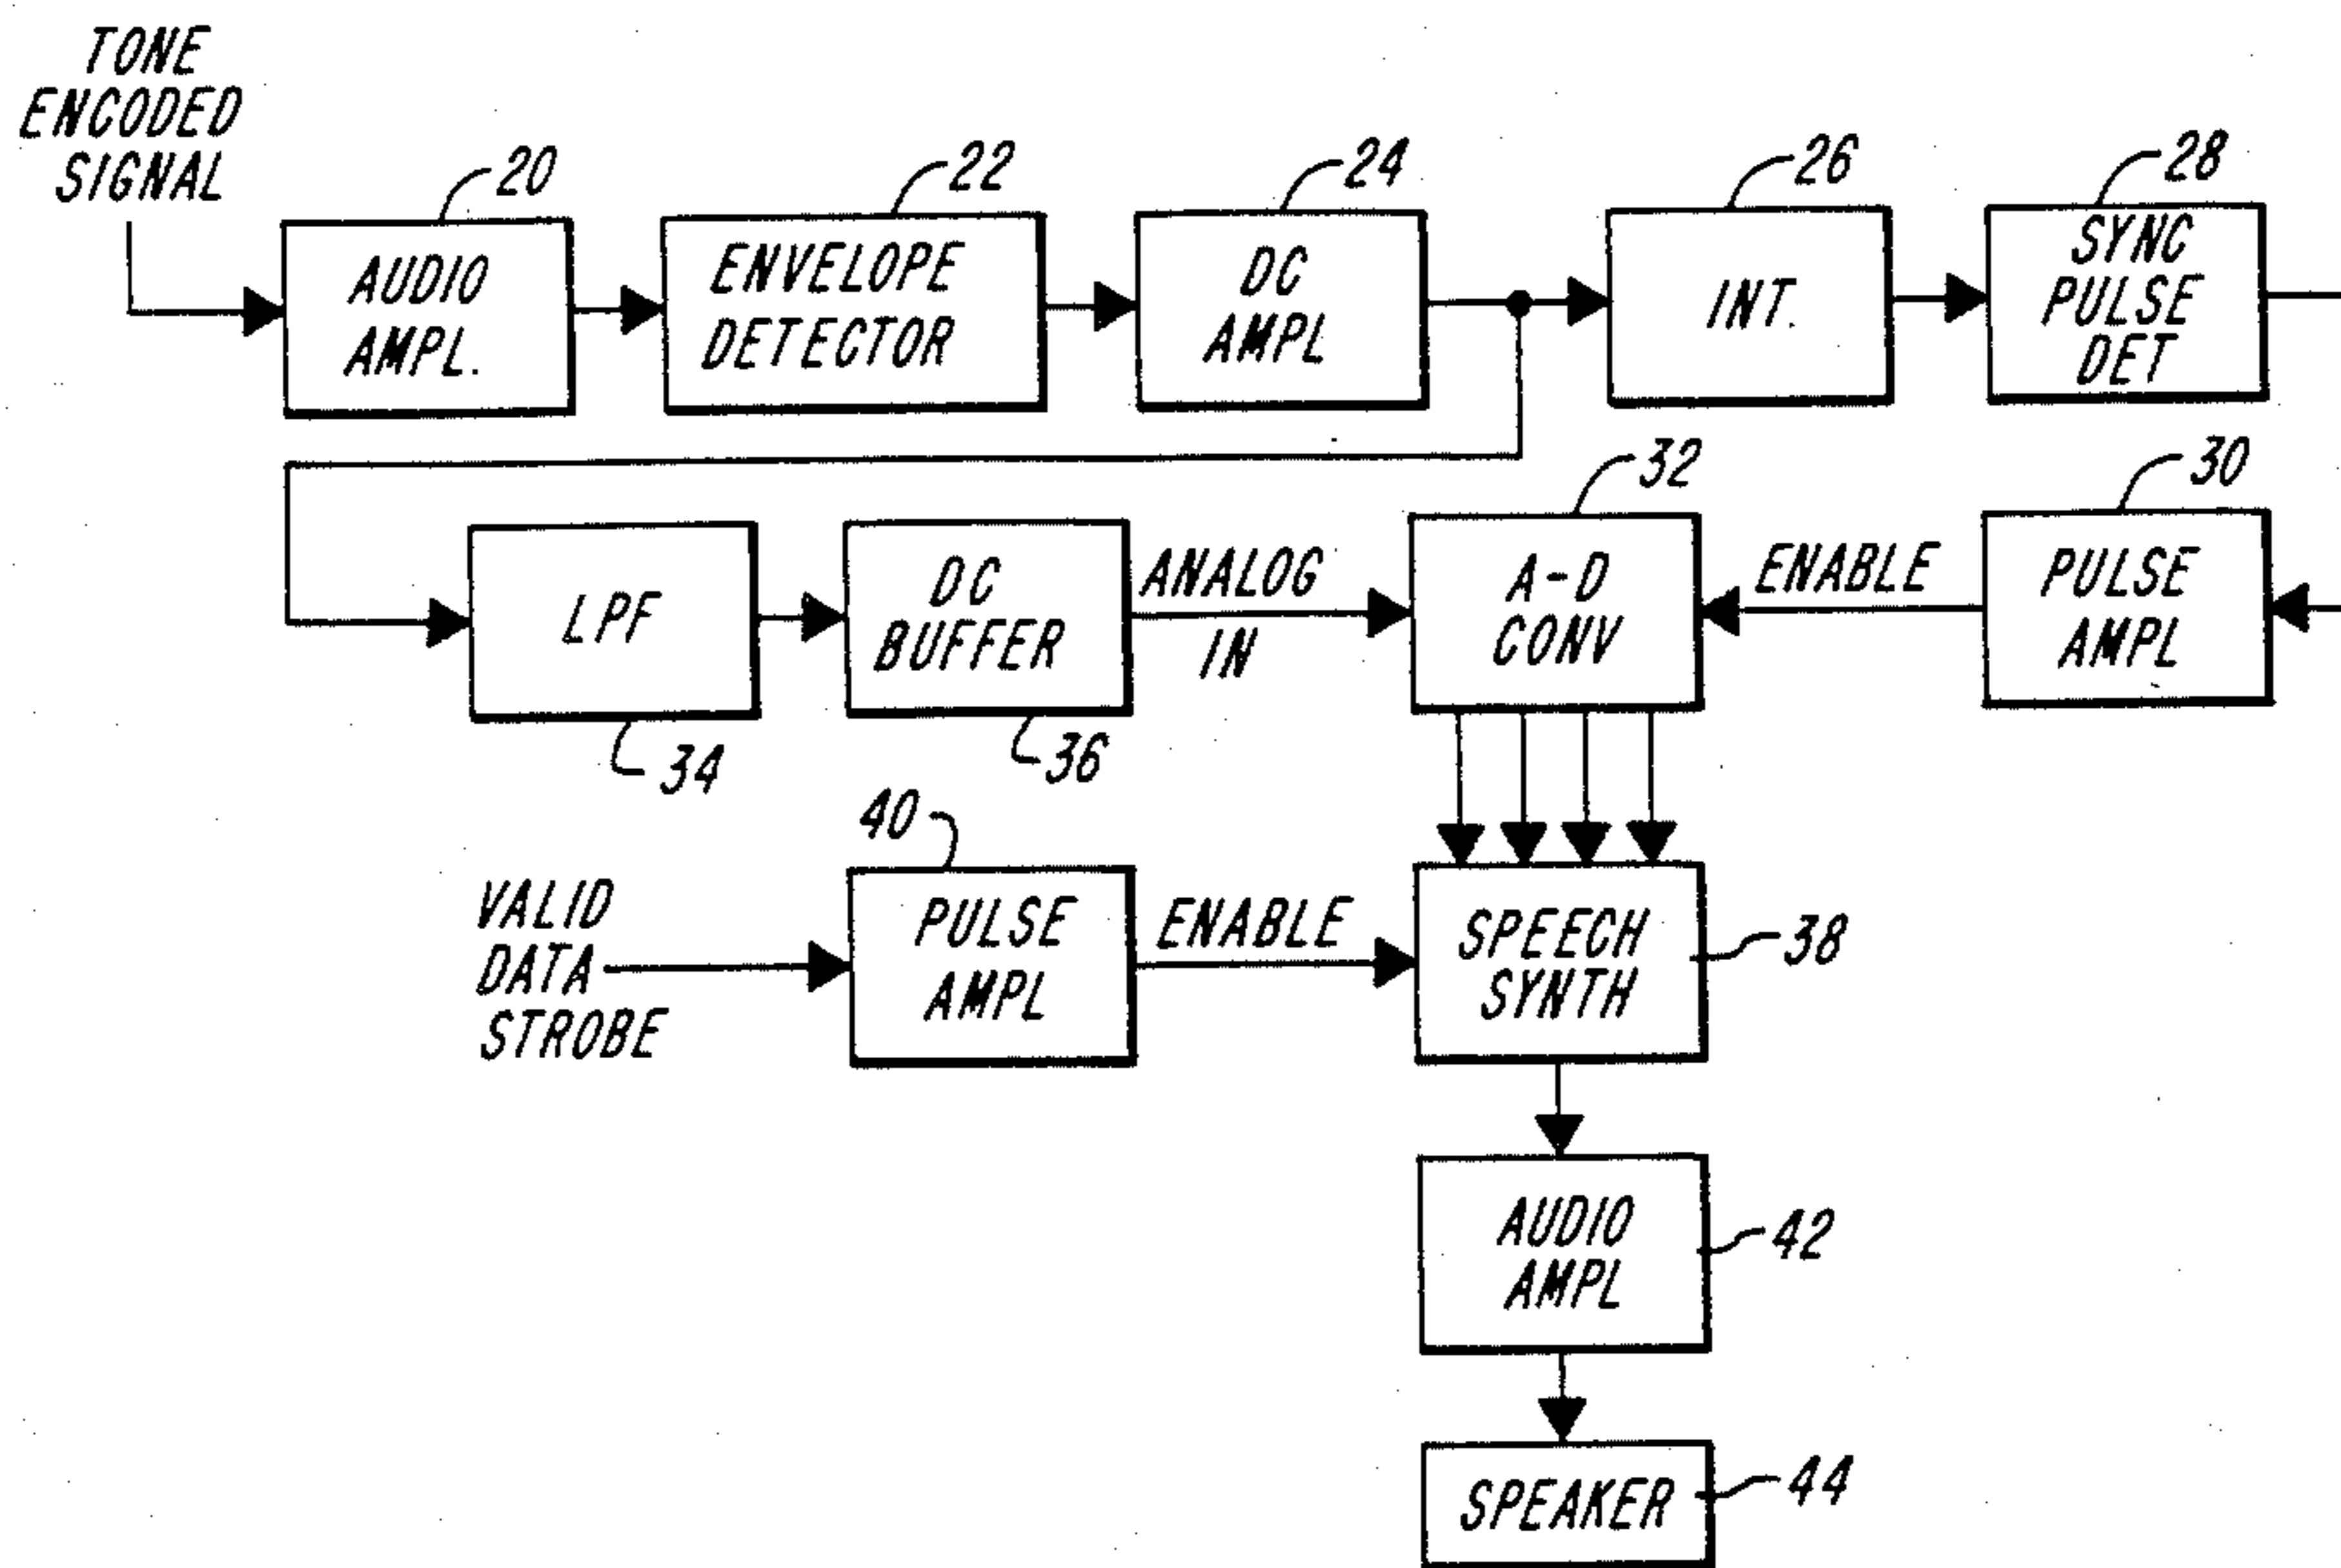 TONE
ENCODED
SIGNAL
20
22
24
26
28
AUDIO
AMPL.
ENVELOPE
DETECTOR
DC
AMPL
INT.
SYNC
PULSE
DET
32
30
LPF
DC
BUFFER
ANALOG
IN
A-D
CONV
ENABLE
PULSE
AMPL
34
36
40
VALID
DATA
STROBE
PULSE
AMPL
ENABLE
SPEECH
SYNTH
38
AUDIO
AMPL
42
SPEAKER
44